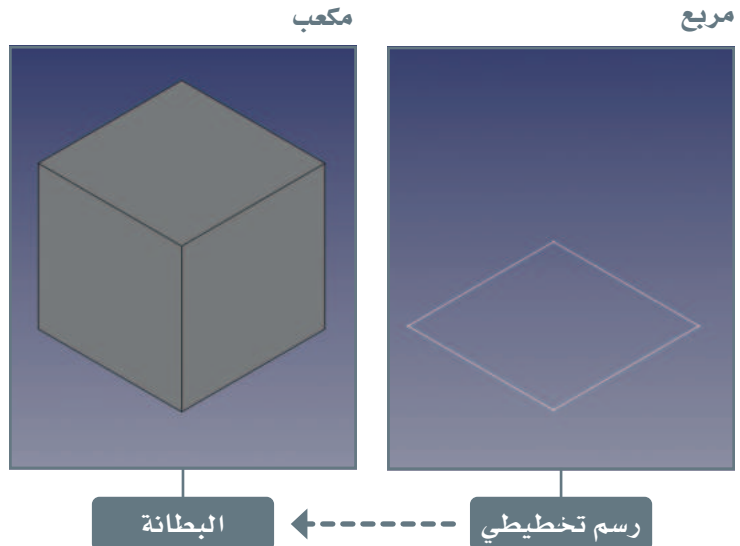 مربع
مكعب
رسم تخطيطي
البطانة